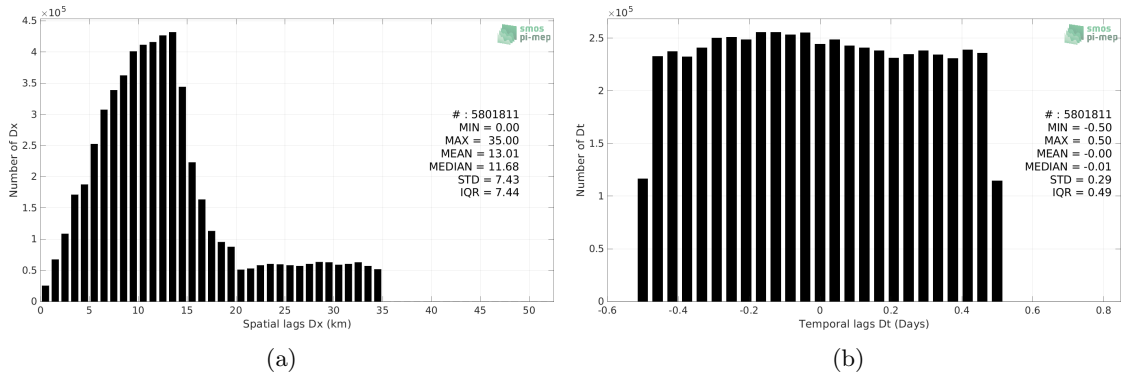 ×10⁵
4.5
4
3.5
3
2.5
2
1.5
1
0.5
0
Number of Dx
0 5 10 15 20 25 30 35 40 45 50
Spatial lags Dx (km)
smos
pi-mep
# : 5801811
MIN = 0.00
MAX = 35.00
MEAN = 13.01
MEDIAN = 11.68
STD = 7.43
IQR = 7.44
(a)
×10⁵
2.5
2
1.5
1
0.5
0
Number of Dt
-0.6 -0.4 -0.2 0 0.2 0.4 0.6 0.8
Temporal lags Dt (Days)
smos
pi-mep
# : 5801811
MIN = -0.50
MAX = 0.50
MEAN = -0.00
MEDIAN = -0.01
STD = 0.29
IQR = 0.49
(b)